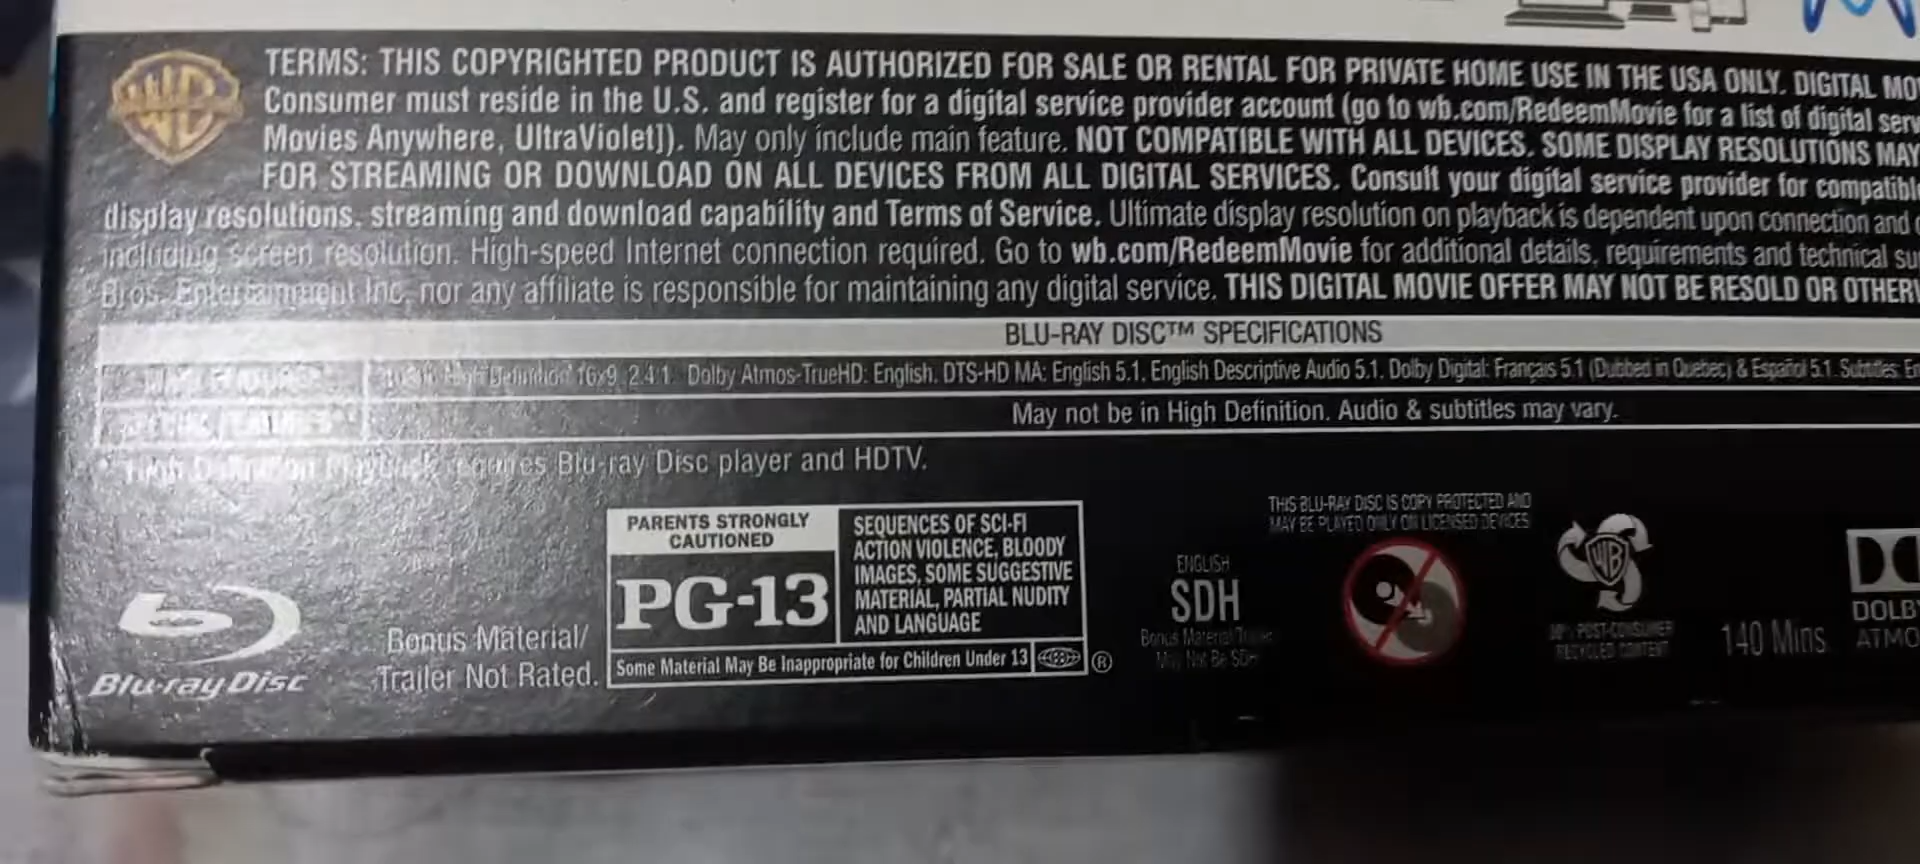 WB
TERMS: THIS COPYRIGHTED PRODUCT IS AUTHORIZED FOR SALE OR RENTAL FOR PRIVATE HOME USE IN THE USA ONLY. DIGITAL MO
Consumer must reside in the U.S. and register for a digital service provider account (go to wb.com/RedeemMovie for a list of digital serv
Movies Anywhere, UltraViolet]). May only include main feature. NOT COMPATIBLE WITH ALL DEVICES. SOME DISPLAY RESOLUTIONS MAY
FOR STREAMING OR DOWNLOAD ON ALL DEVICES FROM ALL DIGITAL SERVICES. Consult your digital service provider for compatibl
display resolutions, streaming and download capability and Terms of Service. Ultimate display resolution on playback is dependent upon connection and
including screen resolution. High-speed Internet connection required. Go to wb.com/RedeemMovie for additional details, requirements and technical su
Bros. Entertainment Inc. nor any affiliate is responsible for maintaining any digital service. THIS DIGITAL MOVIE OFFER MAY NOT BE RESOLD OR OTHER
BLU-RAY DISC™ SPECIFICATIONS
High Definition 16x9 2.4:1. Dolby Atmos-TrueHD: English. DTS-HD MA: English 5.1, English Descriptive Audio 5.1. Dolby Digital: Français 5.1 (Dubbed in Quebec) & Español 5.1. Subtitles: En
May not be in High Definition. Audio & subtitles may vary.
High Definition Playback requires Blu-ray Disc player and HDTV.
Blu-ray Disc
Bonus Material/
Trailer Not Rated.
PARENTS STRONGLY
CAUTIONED
PG-13
SEQUENCES OF SCI-FI
ACTION VIOLENCE, BLOODY
IMAGES, SOME SUGGESTIVE
MATERIAL, PARTIAL NUDITY
AND LANGUAGE
Some Material May Be Inappropriate for Children Under 13
®
ENGLISH
SDH
Bonus Material/Trailer
May Not Be SDH
THIS BLU-RAY DISC IS COPY PROTECTED AND
MAY BE PLAYED ONLY ON LICENSED DEVICES
WB
POST-CONSUMER
RECYCLED CONTENT
140 Mins.
DOLBY
ATMO